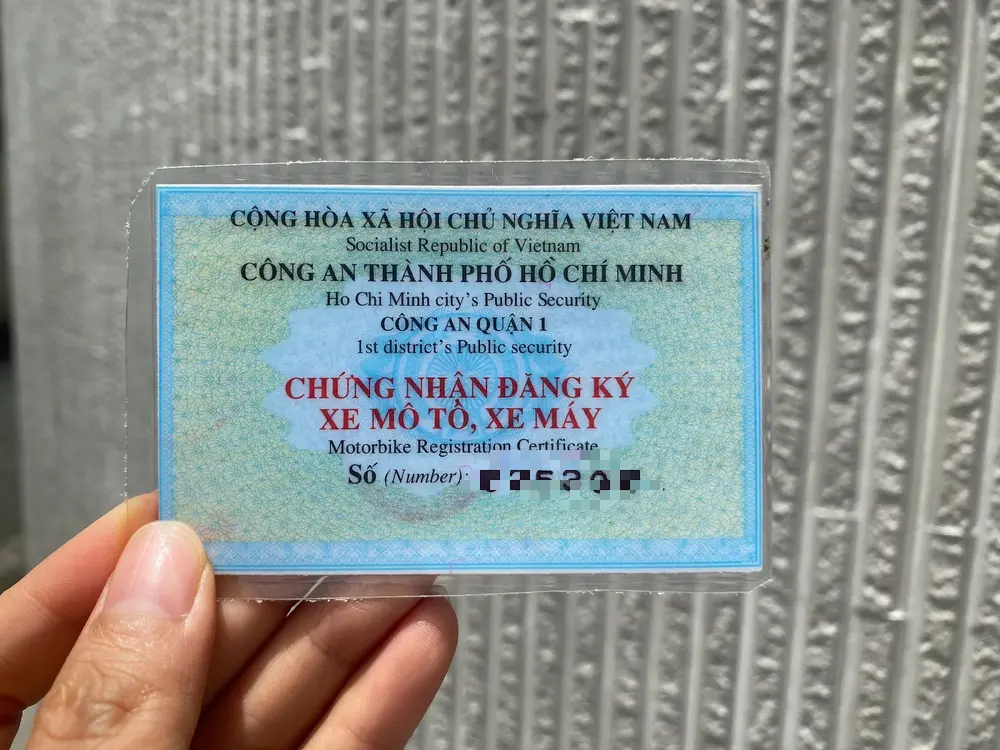 CỘNG HÒA XÃ HỘI CHỦ NGHĨA VIỆT NAM
Socialist Republic of Vietnam
CÔNG AN THÀNH PHỐ HỒ CHÍ MINH
Ho Chi Minh city's Public Security
CÔNG AN QUẬN 1
1st district's Public security
CHỨNG NHẬN ĐĂNG KÝ
XE MÔ TÔ, XE MÁY
Motorbike Registration Certificate
Số (Number):